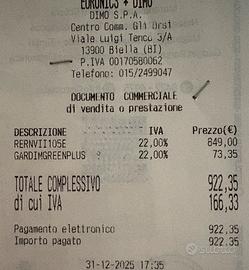 EURONICS + DIMO
DIMO S.P.A.
Centro Comm. Gli Orsi
Viale Luigi Tenco 3/A
13900 Biella (BI)
P.IVA 00170580062
Telefono: 015/2499047
DOCUMENTO COMMERCIALE
di vendita o prestazione
DESCRIZIONE IVA Prezzo(€)
RERNVII105E 22,00% 849,00
GARDIMGREENPLUS 22,00% 73,35
TOTALE COMPLESSIVO 922,35
di cui IVA 166,33
Pagamento elettronico 922,35
Importo pagato 922,35
31-12-2025 17:35
subito